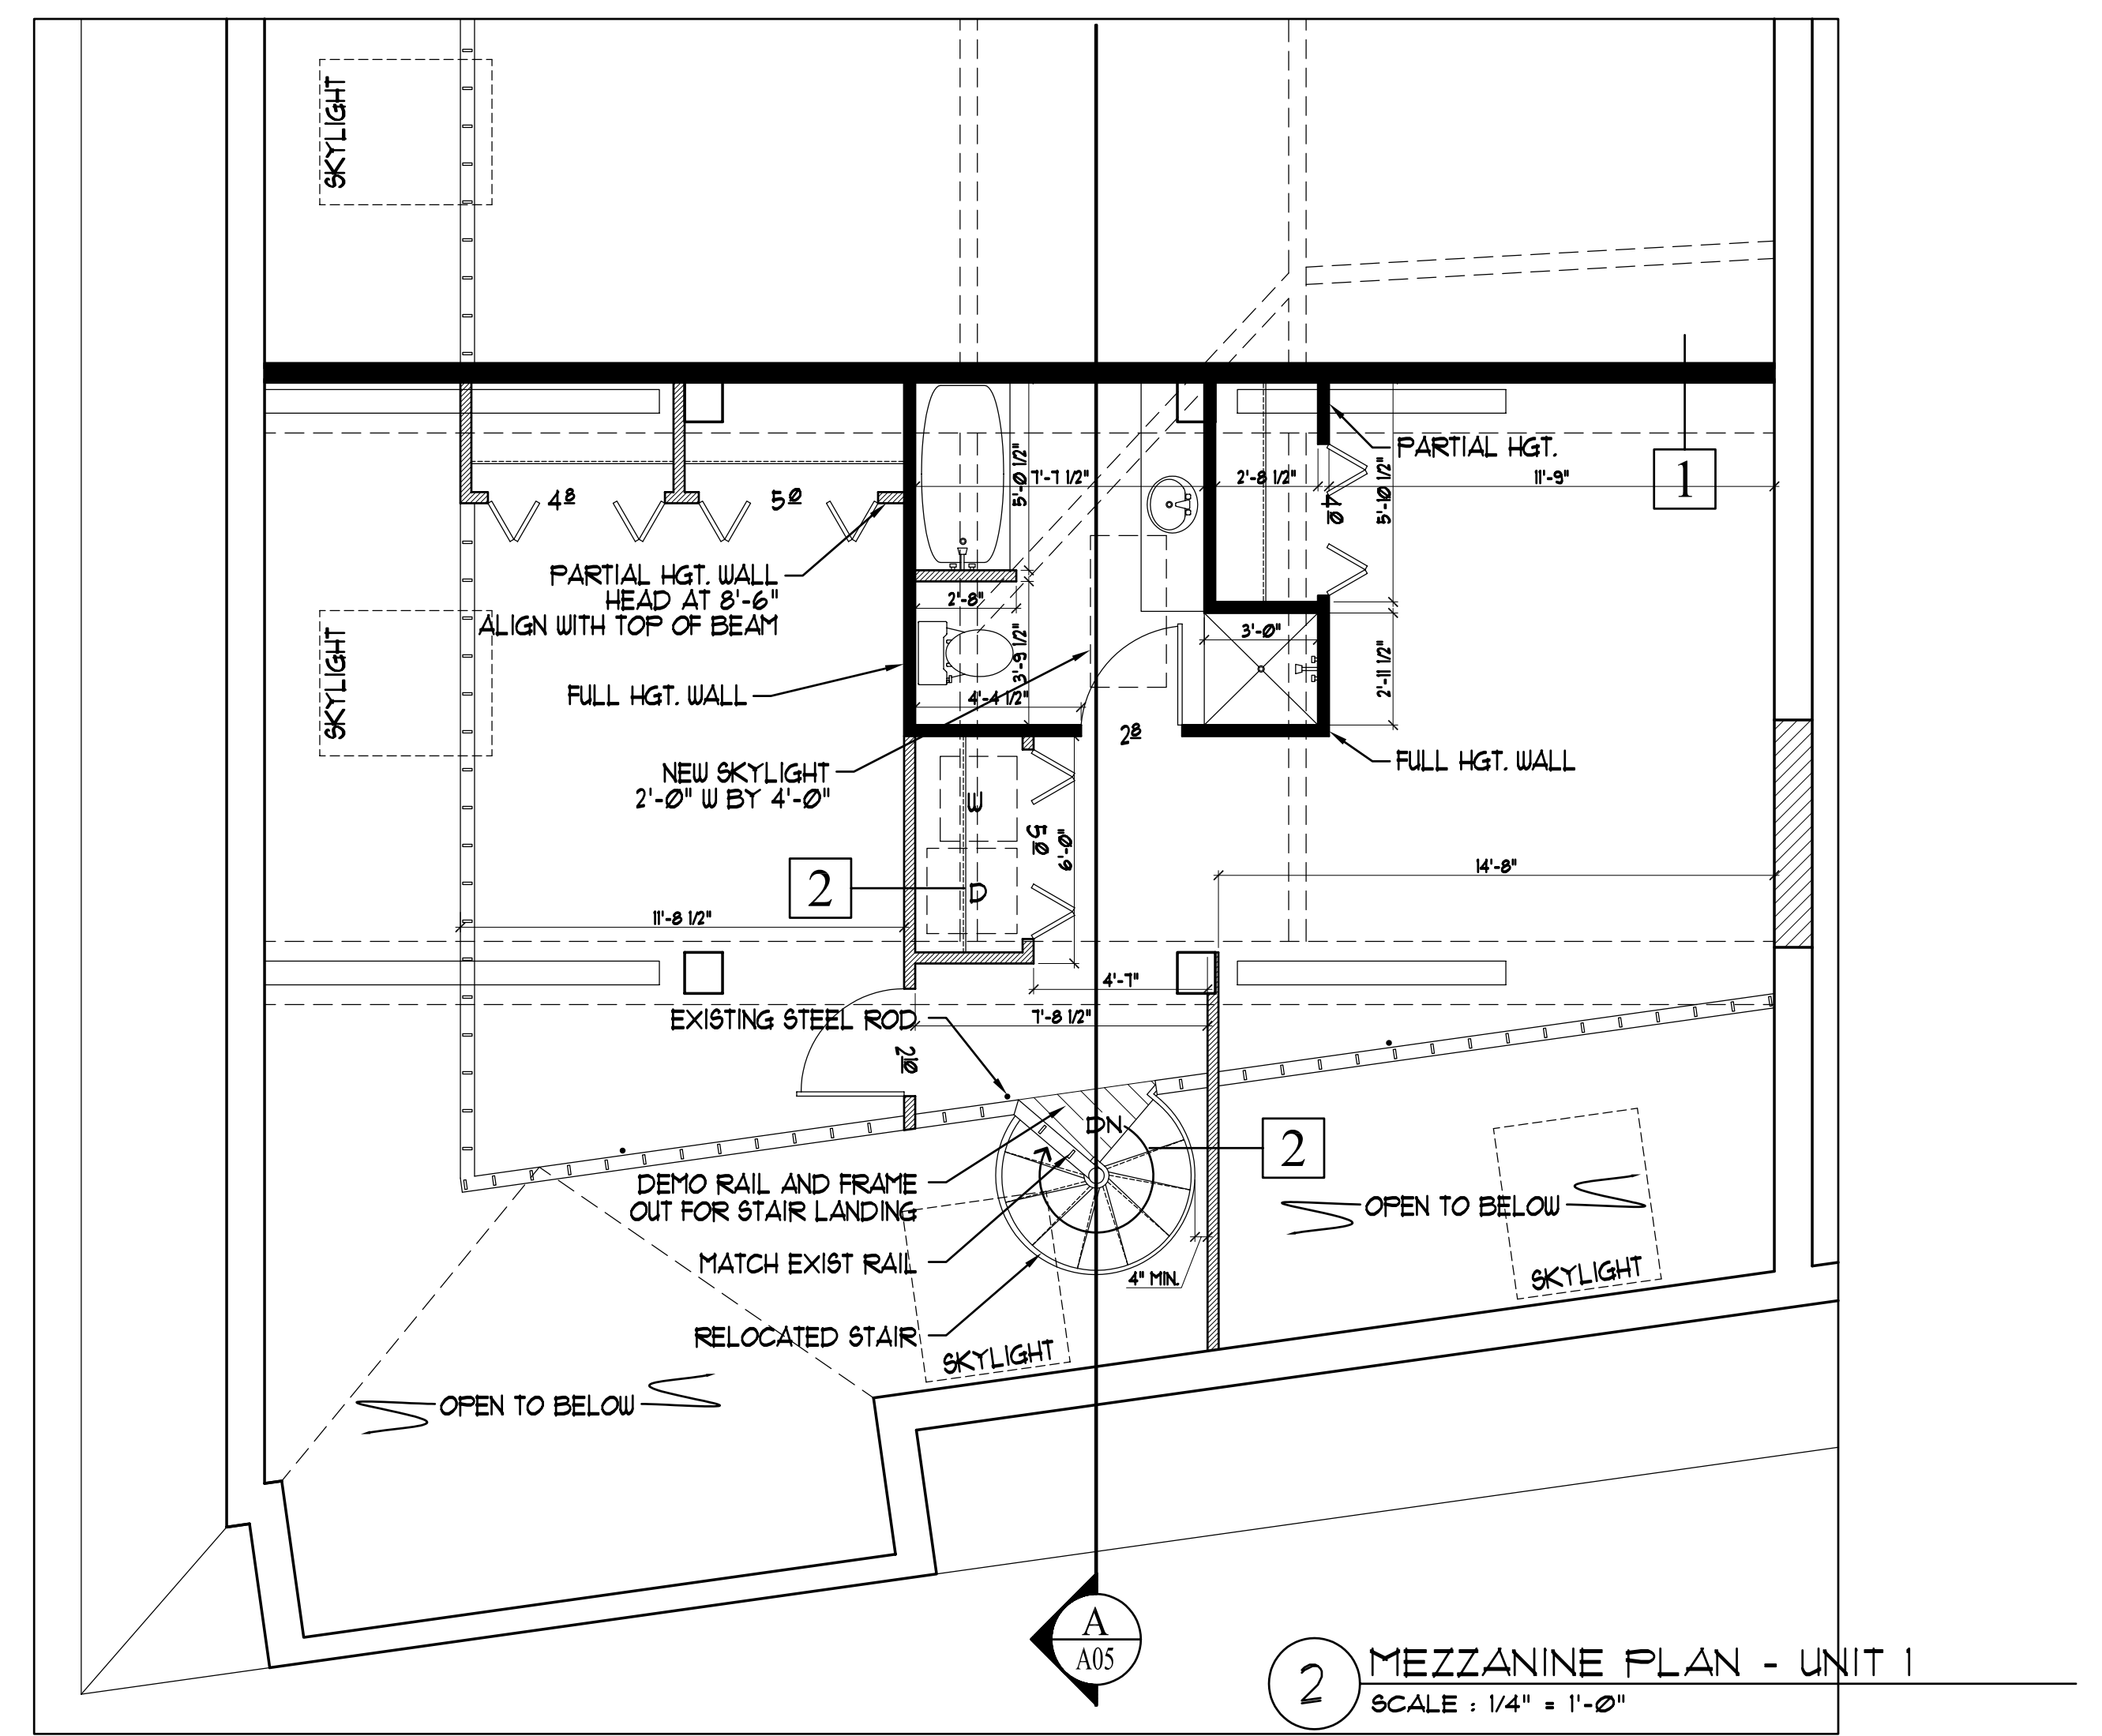 SKYLIGHT
PARTIAL HGT.
1
5'-0 1/2"
7'-7 1/2"
2'-8 1/2"
40
5'-10 1/2"
11'-9"
48
50
PARTIAL HGT. WALL
HEAD AT 8'-6"
ALIGN WITH TOP OF BEAM
2'-8"
3'-9 1/2"
3'-0"
2'-11 1/2"
SKYLIGHT
FULL HGT. WALL
4'-4 1/2"
28
FULL HGT. WALL
NEW SKYLIGHT
2'-0" W BY 4'-0"
W
50
6'-0"
2
D
14'-8"
11'-8 1/2"
4'-7"
EXISTING STEEL ROD
7'-8 1/2"
210
DN
2
DEMO RAIL AND FRAME
OUT FOR STAIR LANDING
OPEN TO BELOW
MATCH EXIST RAIL
4" MIN.
SKYLIGHT
RELOCATED STAIR
SKYLIGHT
OPEN TO BELOW
A
A05
2
MEZZANINE PLAN - UNIT 1
SCALE : 1/4" = 1'-0"